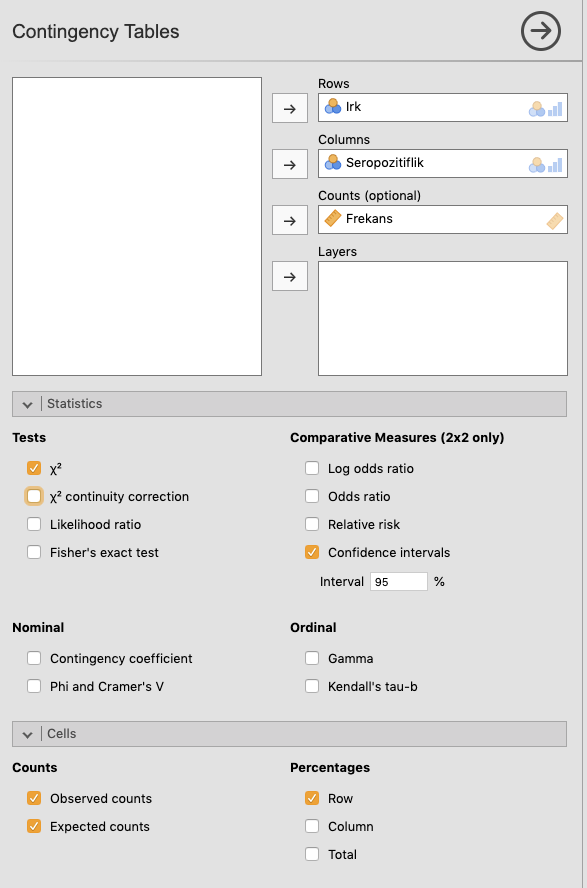 Contingency Tables
Rows
Irk
Columns
Seropozitiflik
Counts (optional)
Frekans
Layers
Statistics
Tests
χ²
χ² continuity correction
Likelihood ratio
Fisher's exact test
Comparative Measures (2x2 only)
Log odds ratio
Odds ratio
Relative risk
Confidence intervals
Interval 95 %
Nominal
Contingency coefficient
Phi and Cramer's V
Ordinal
Gamma
Kendall's tau-b
Cells
Counts
Observed counts
Expected counts
Percentages
Row
Column
Total